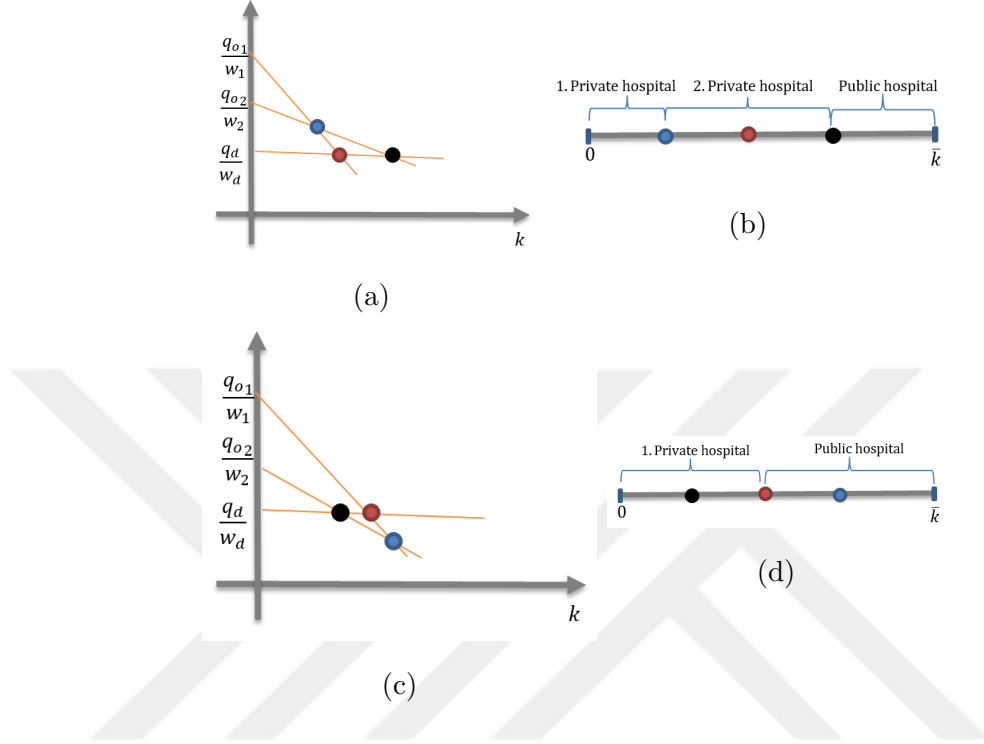 q_{o_1}
w_1
q_{o_2}
w_2
q_d
w_d
k
(a)
1. Private hospital 2. Private hospital Public hospital
0 k̄
(b)
q_{o_1}
w_1
q_{o_2}
w_2
q_d
w_d
k
(c)
1. Private hospital Public hospital
0 k̄
(d)